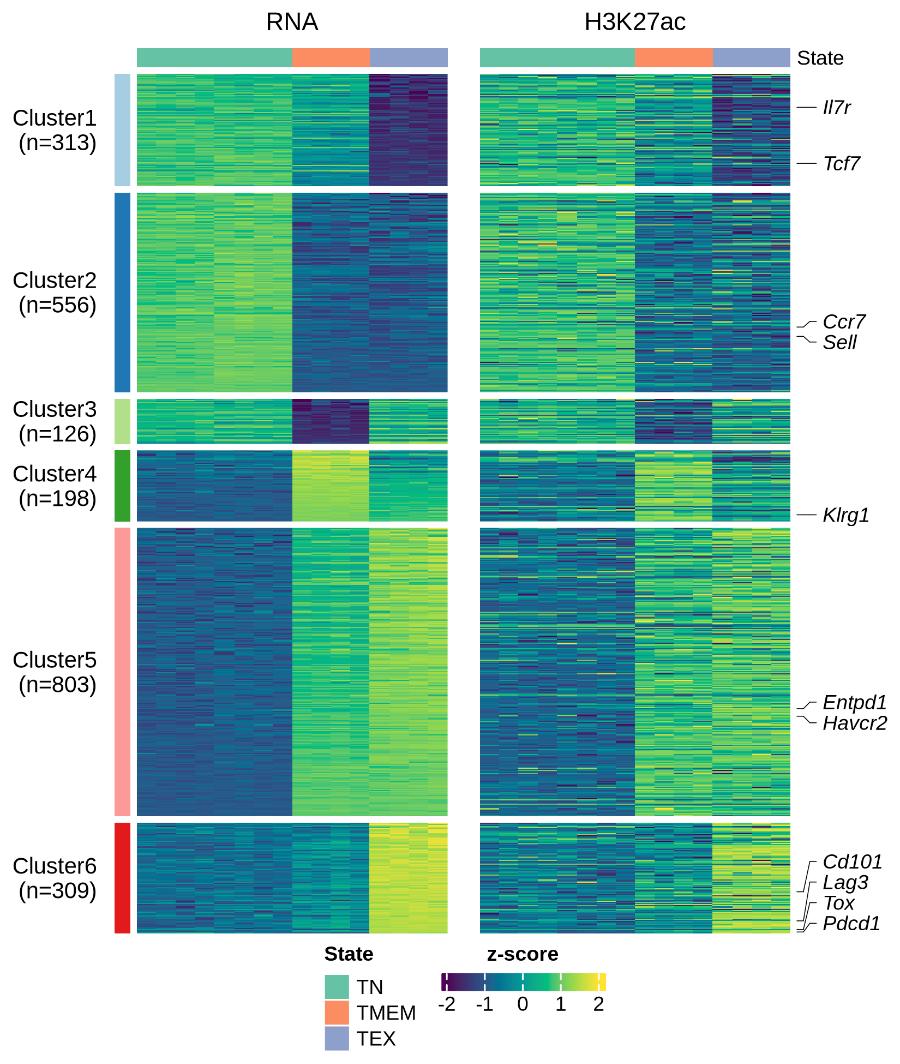 RNA
H3K27ac
State
Cluster1
(n=313)
Il7r
Tcf7
Cluster2
(n=556)
Ccr7
Sell
Cluster3
(n=126)
Cluster4
(n=198)
Klrg1
Cluster5
(n=803)
Entpd1
Havcr2
Cluster6
(n=309)
Cd101
Lag3
Tox
Pdcd1
State
TN
TMEM
TEX
z-score
-2 -1 0 1 2